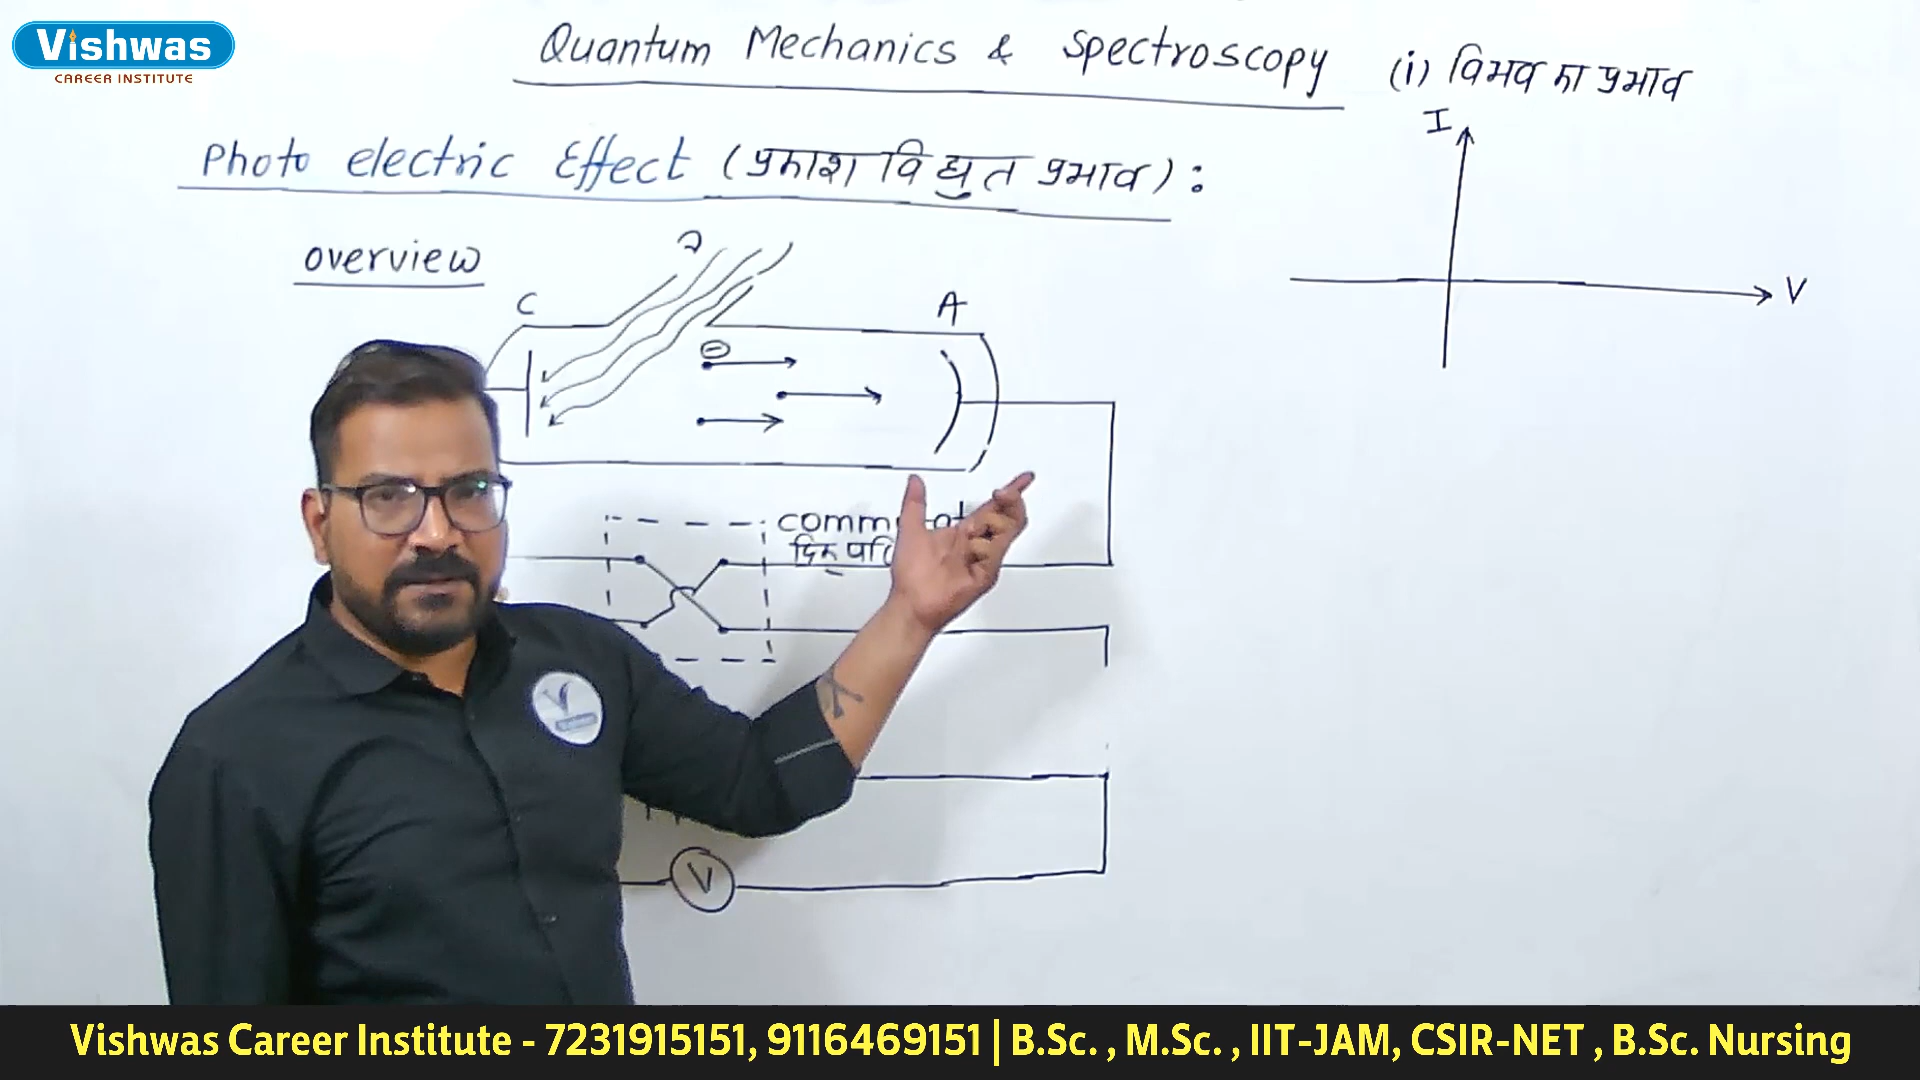 Vishwas
CAREER INSTITUTE
Quantum Mechanics & Spectroscopy
(i) विभव का प्रभाव
I
V
Photo electric Effect (प्रकाश विद्युत प्रभाव) :
overview
C
A
V
Vishwas Career Institute - 7231915151, 9116469151 | B.Sc. , M.Sc. , IIT-JAM, CSIR-NET , B.Sc. Nursing